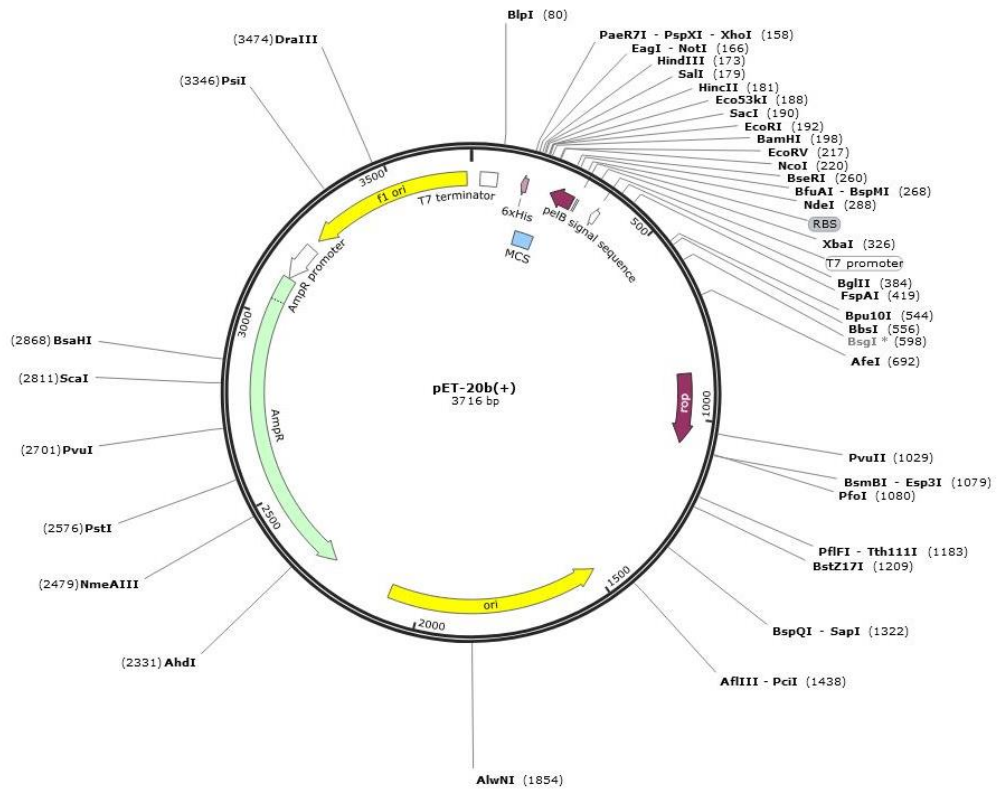 BlpI (80)
PaeR7I - PspXI - XhoI (158)
EagI - NotI (166)
HindIII (173)
SalI (179)
HincII (181)
Eco53kI (188)
SacI (190)
EcoRI (192)
BamHI (198)
EcoRV (217)
NcoI (220)
BseRI (260)
BfuAI - BspMI (268)
NdeI (288)
RBS
XbaI (326)
T7 promoter
BglII (384)
FspAI (419)
Bpu10I (544)
BbsI (556)
BsgI * (598)
AfeI (692)
PvuII (1029)
BsmBI - Esp3I (1079)
PfoI (1080)
PflFI - Tth111I (1183)
BstZ17I (1209)
BspQI - SapI (1322)
AflIII - PciI (1438)
AlwNI (1854)
(2331) AhdI
(2479) NmeAIII
(2576) PstI
(2701) PvuI
(2811) ScaI
(2868) BsaHI
(3346) PsiI
(3474) DraIII
500
1000
1500
2000
2500
3000
3500
f1 ori
T7 terminator
6xHis
MCS
pelB signal sequence
AmpR promoter
AmpR
rop
ori
pET-20b(+)
3716 bp